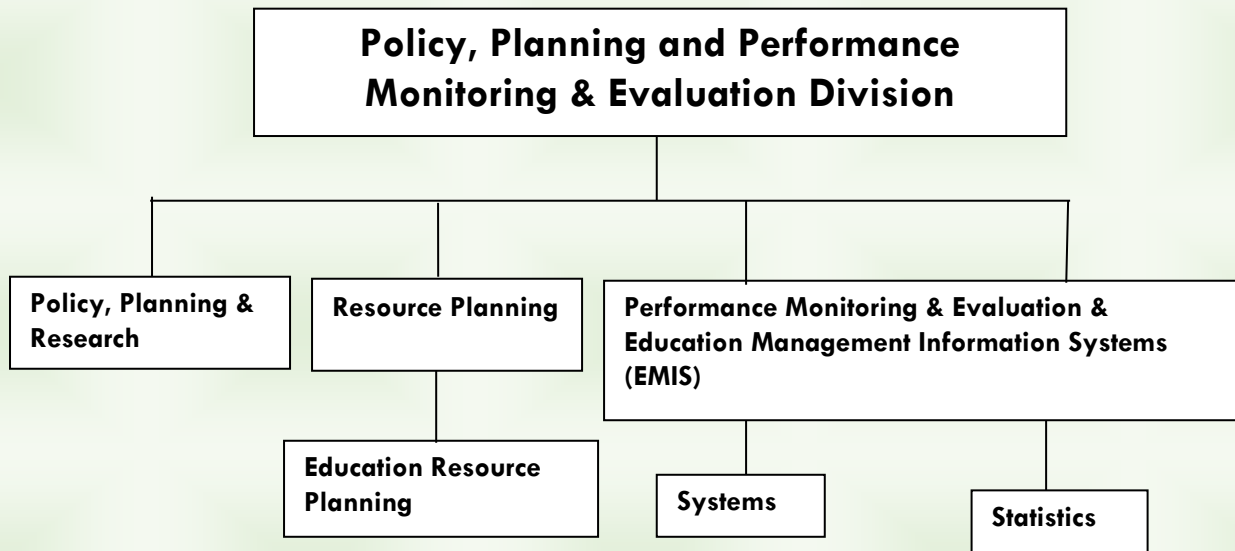 Policy, Planning and Performance
Monitoring & Evaluation Division
Policy, Planning &
Research
Resource Planning
Performance Monitoring & Evaluation &
Education Management Information Systems
(EMIS)
Education Resource
Planning
Systems
Statistics